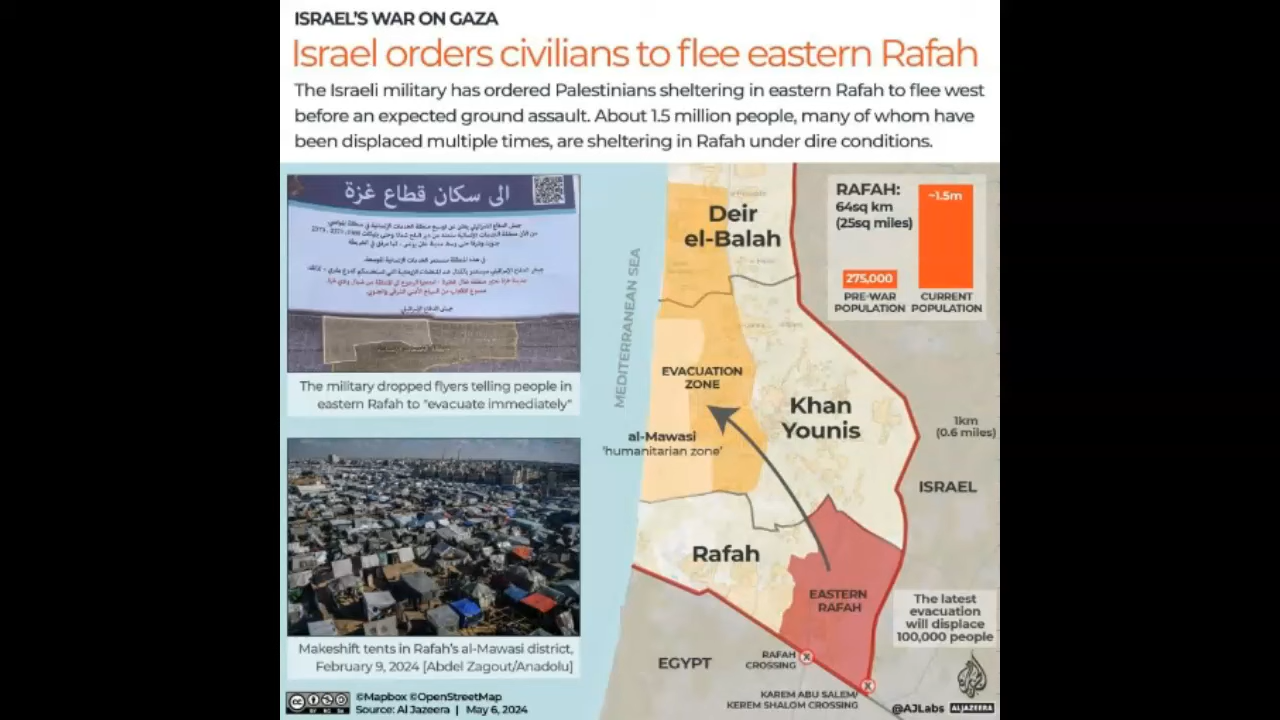 ISRAEL'S WAR ON GAZA
Israel orders civilians to flee eastern Rafah
The Israeli military has ordered Palestinians sheltering in eastern Rafah to flee west
before an expected ground assault. About 1.5 million people, many of whom have
been displaced multiple times, are sheltering in Rafah under dire conditions.
الى سكان قطاع غزة
The military dropped flyers telling people in
eastern Rafah to "evacuate immediately"
Makeshift tents in Rafah's al-Mawasi district,
February 9, 2024 [Abdel Zagout/Anadolu]
©Mapbox ©OpenStreetMap
Source: Al Jazeera | May 6, 2024
MEDITERRANEAN SEA
Deir
el-Balah
EVACUATION
ZONE
Khan
Younis
al-Mawasi
'humanitarian zone'
Rafah
EASTERN
RAFAH
EGYPT
RAFAH
CROSSING
KAREM ABU SALEM/
KEREM SHALOM CROSSING
RAFAH:
64sq km
(25sq miles)
~1.5m
275,000
PRE-WAR
POPULATION
CURRENT
POPULATION
1km
(0.6 miles)
ISRAEL
The latest
evacuation
will displace
100,000 people
@AJLabs ALJAZEERA